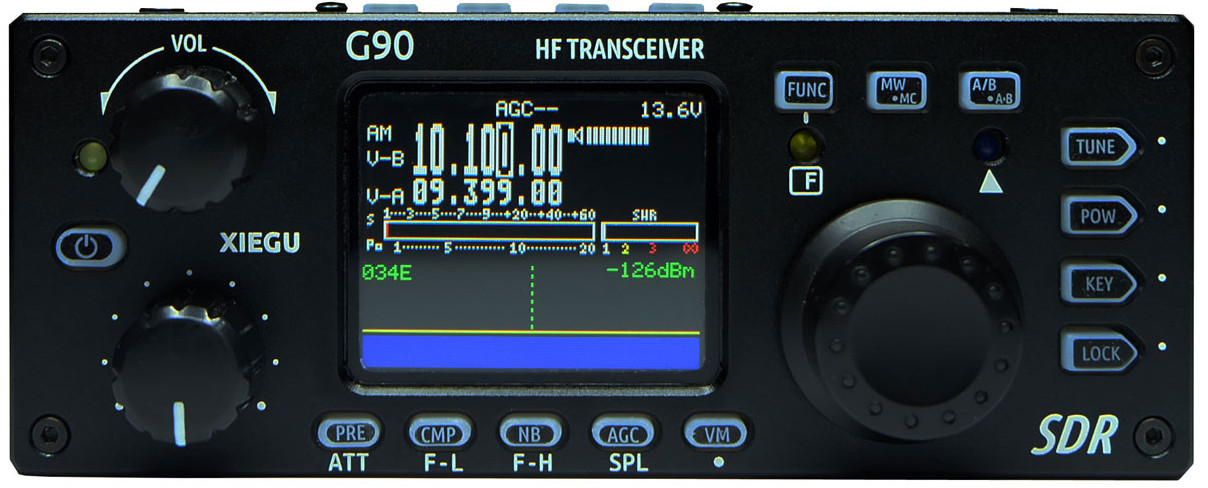 VOL
G90
HF TRANSCEIVER
FUNC
MW
MC
A/B
A·B
F
TUNE
POW
KEY
LOCK
XIEGU
AGC-- 13.6V
AM 10.100.00
V-B
V-A 09.399.00
S 1···3···5···7···9···+20··+40··+60 SWR
Po 1········5············10············20 1 2 3 ∞
034E -126dBm
PRE CMP NB AGC VM
ATT F-L F-H SPL
SDR